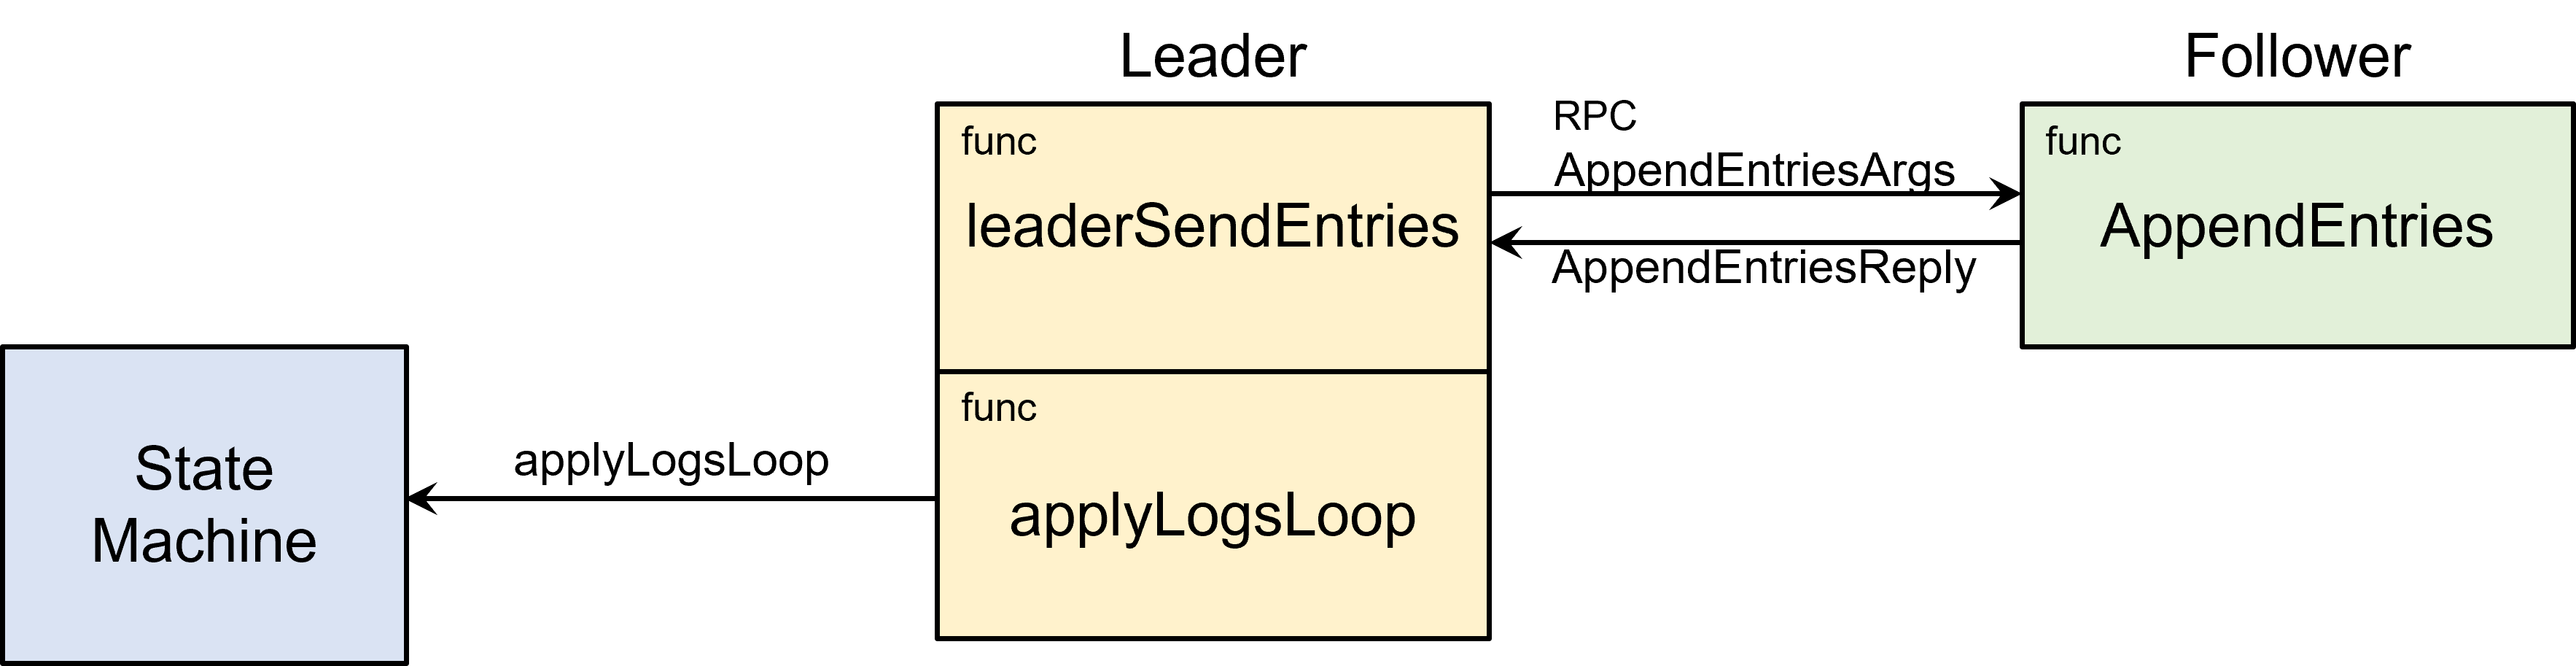 Leader
Follower
func
leaderSendEntries
RPC
AppendEntriesArgs
AppendEntriesReply
func
AppendEntries
State
Machine
applyLogsLoop
func
applyLogsLoop